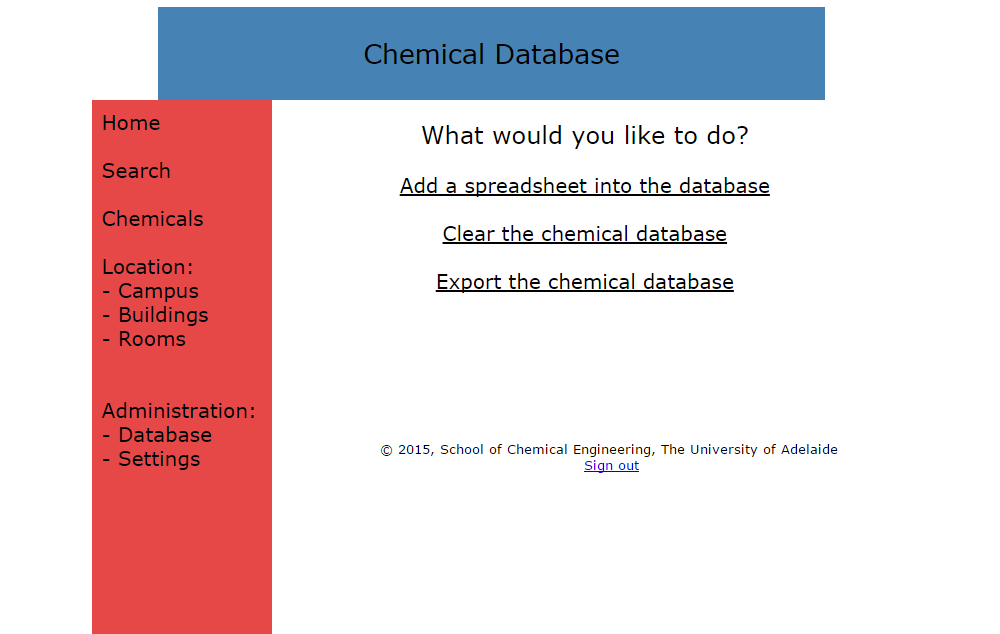 Chemical Database
Home
Search
Chemicals
Location:
- Campus
- Buildings
- Rooms
Administration:
- Database
- Settings
What would you like to do?
Add a spreadsheet into the database
Clear the chemical database
Export the chemical database
© 2015, School of Chemical Engineering, The University of Adelaide
Sign out